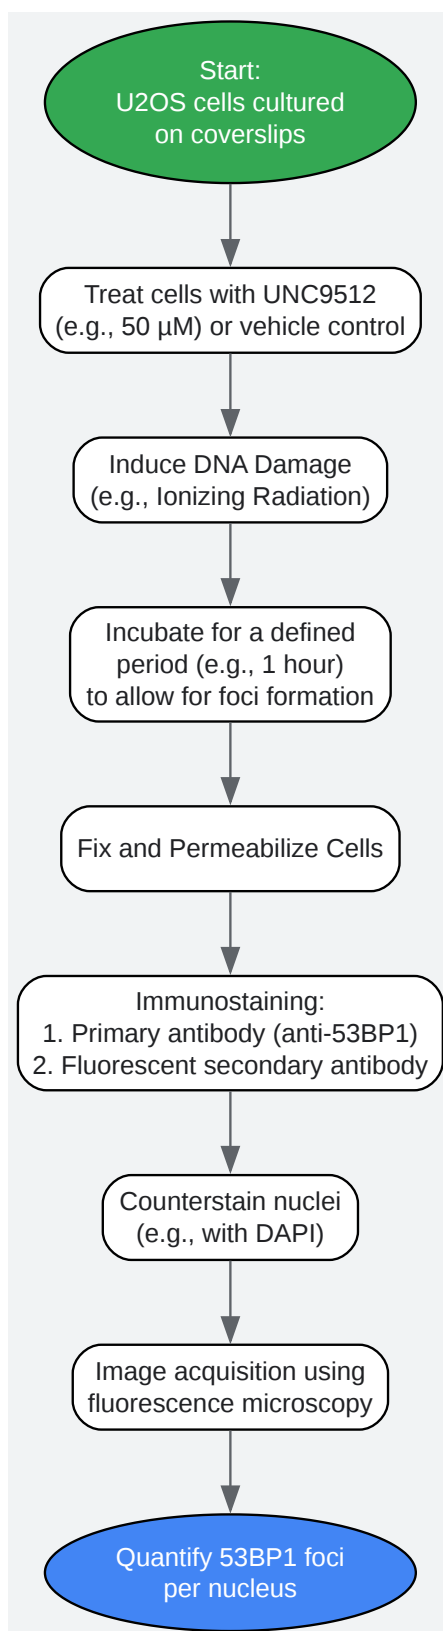 Start:
U2OS cells cultured
on coverslips
Treat cells with UNC9512
(e.g., 50 µM) or vehicle control
Induce DNA Damage
(e.g., Ionizing Radiation)
Incubate for a defined
period (e.g., 1 hour)
to allow for foci formation
Fix and Permeabilize Cells
Immunostaining:
1. Primary antibody (anti-53BP1)
2. Fluorescent secondary antibody
Counterstain nuclei
(e.g., with DAPI)
Image acquisition using
fluorescence microscopy
Quantify 53BP1 foci
per nucleus